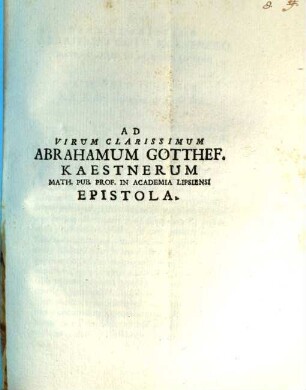 AD
VIRUM CLARISSIMUM
ABRAHAMUM GOTTHEF.
KAESTNERUM
MATH. PUB. PROF. IN ACADEMIA LIPSIENSI
EPISTOLA.